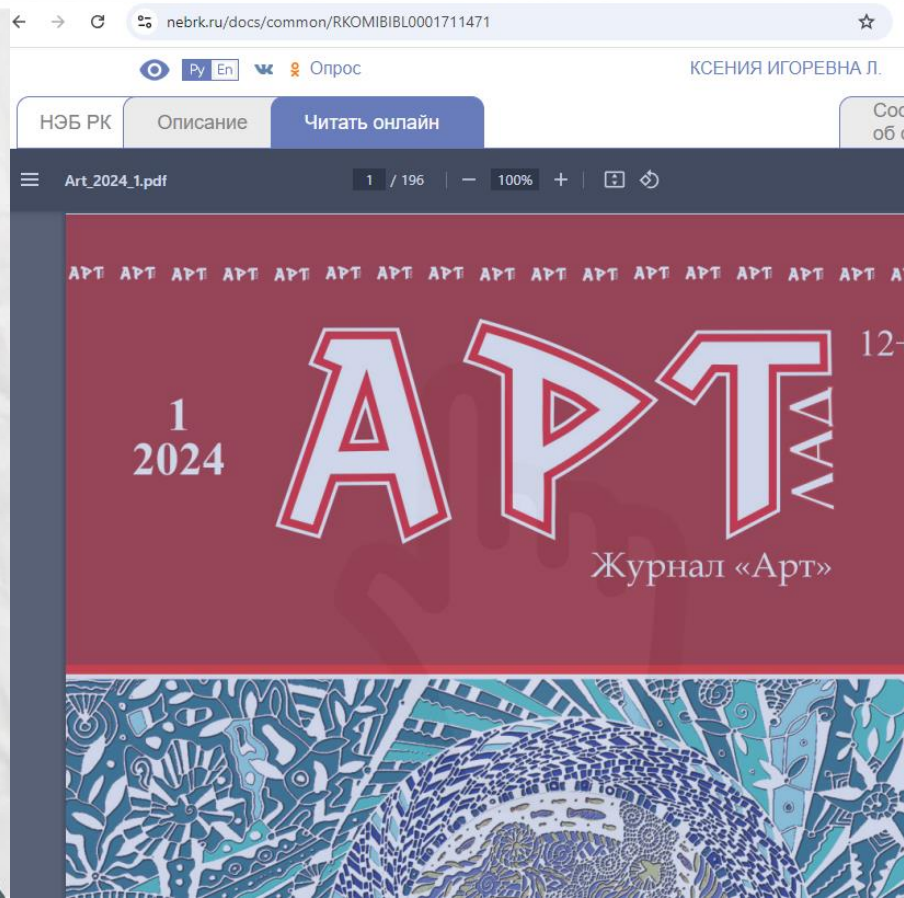 nebrk.ru/docs/common/RKOMIBIBL0001711471
Ру En Опрос КСЕНИЯ ИГОРЕВНА Л.
НЭБ РК Описание Читать онлайн
Art_2024_1.pdf 1 / 196 — 100% +
АРТ АРТ АРТ АРТ АРТ АРТ АРТ АРТ АРТ АРТ АРТ АРТ АРТ АРТ АРТ АРТ
12
АРТ
ЛАД
1
2024
Журнал «Арт»